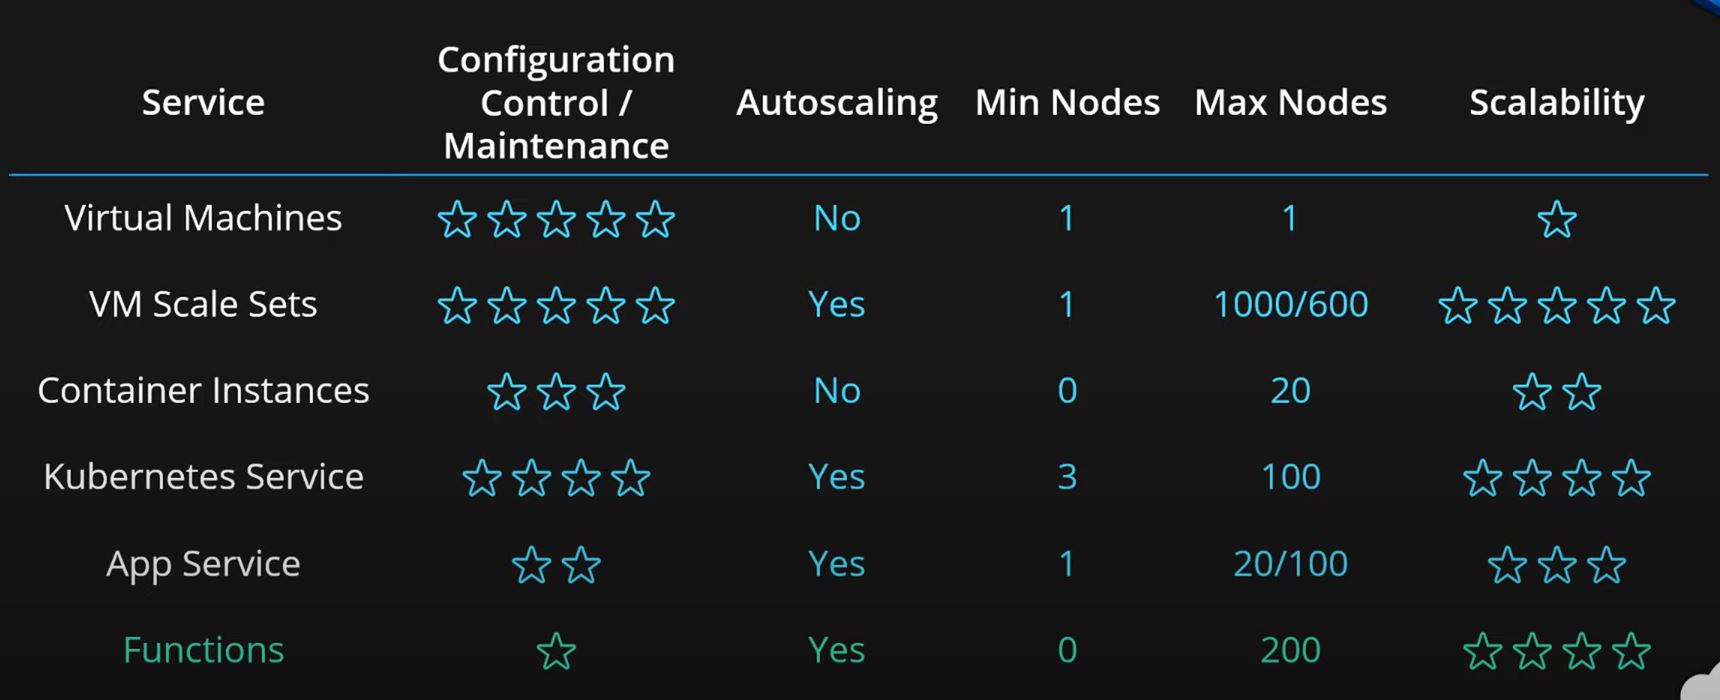 Service Configuration Control / Maintenance Autoscaling Min Nodes Max Nodes Scalability
Virtual Machines ☆☆☆☆☆ No 1 1 ☆
VM Scale Sets ☆☆☆☆☆ Yes 1 1000/600 ☆☆☆☆☆
Container Instances ☆☆☆ No 0 20 ☆☆
Kubernetes Service ☆☆☆☆ Yes 3 100 ☆☆☆☆
App Service ☆☆ Yes 1 20/100 ☆☆☆
Functions ☆ Yes 0 200 ☆☆☆☆